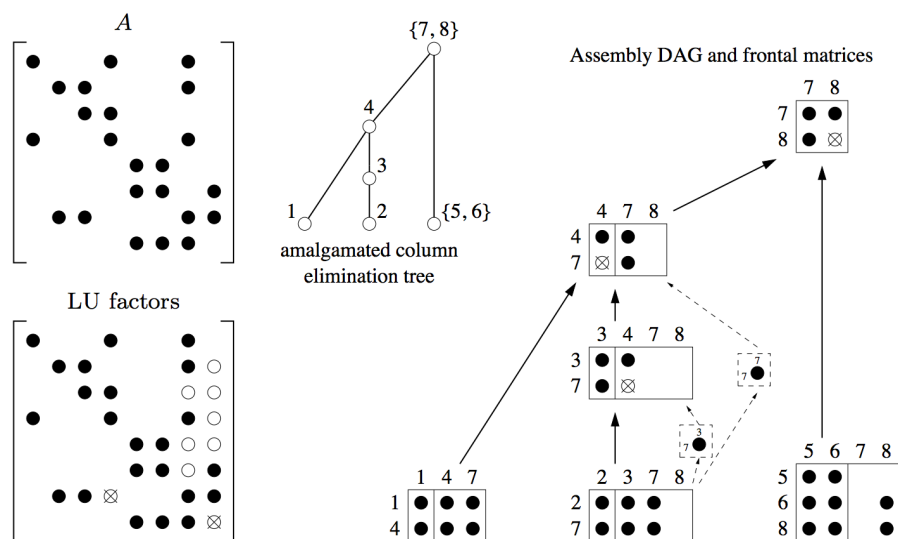 A
{7, 8}
4
3
1
2
{5, 6}
amalgamated column
elimination tree
LU factors
Assembly DAG and frontal matrices
7 8
7
8
4 7 8
4
7
3 4 7 8
3
7
7
7
3
7
1 4 7
1
4
2 3 7 8
2
7
5 6 7 8
5
6
8